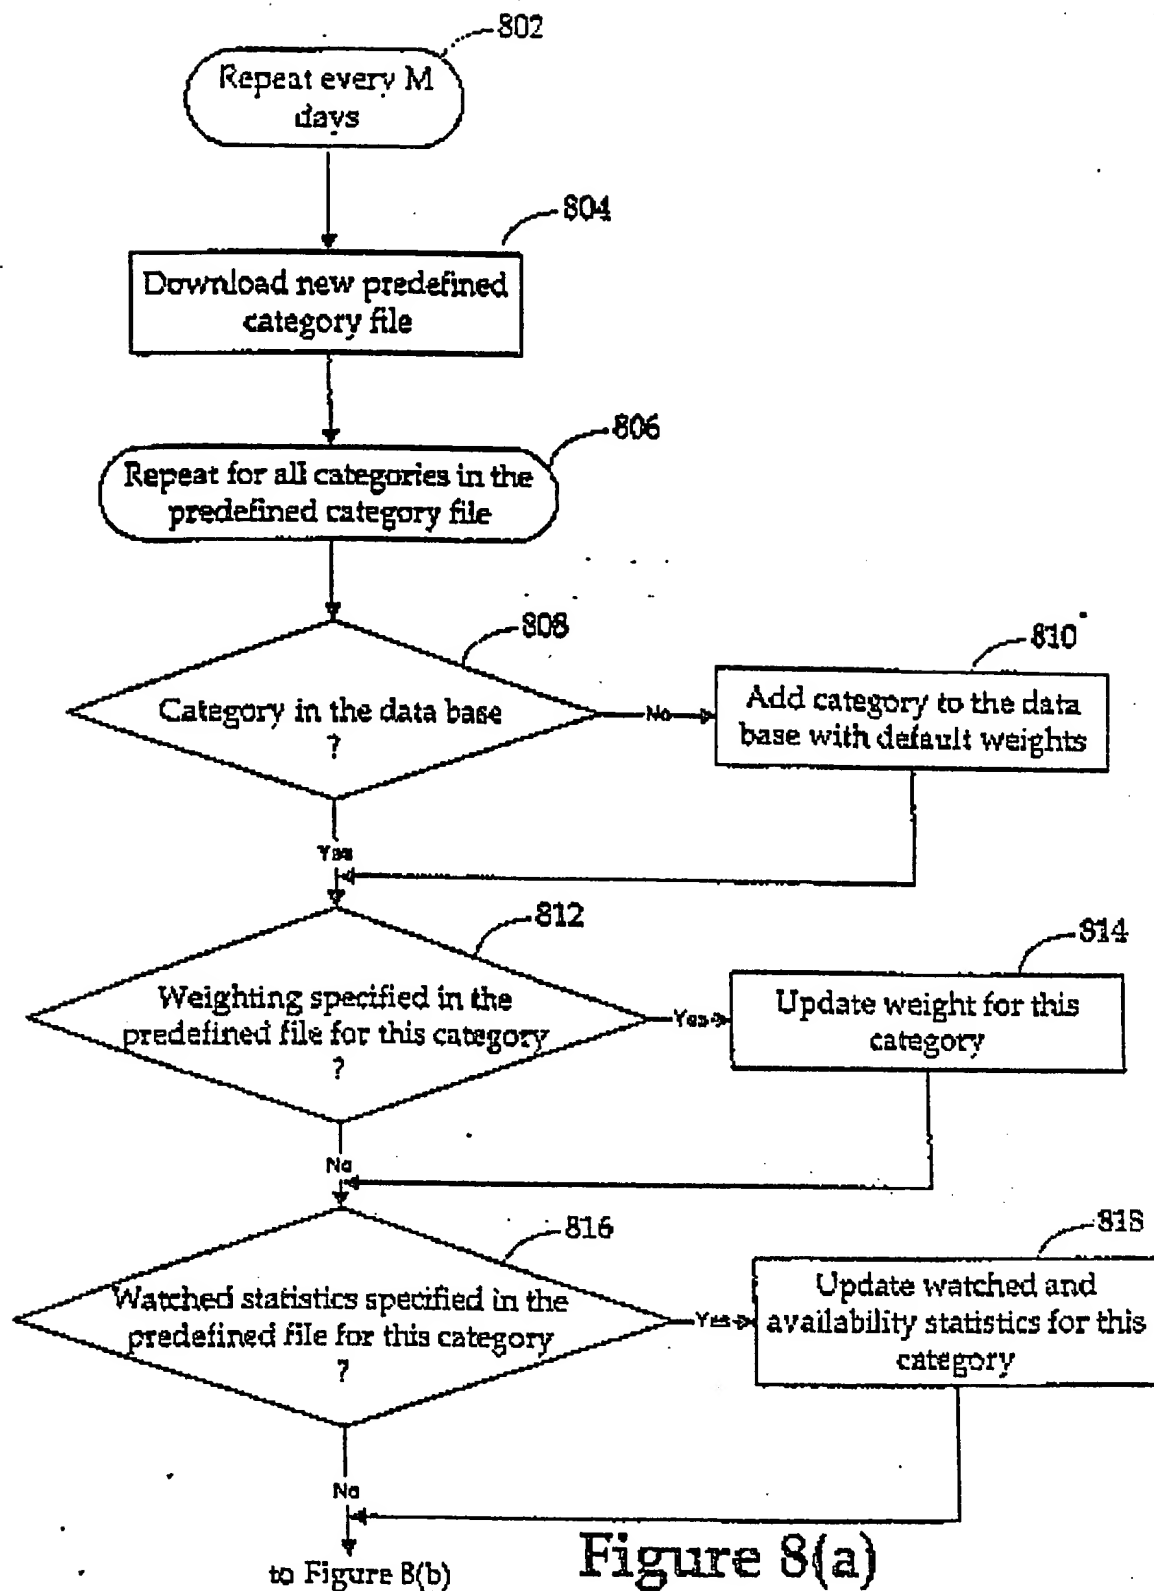 802
Repeat every M
days
804
Download new predefined
category file
806
Repeat for all categories in the
predefined category file
808
Category in the data base
?
No
810
Add category to the data
base with default weights
Yes
812
Weighting specified in the
predefined file for this category
?
Yes
814
Update weight for this
category
No
816
Watched statistics specified in the
predefined file for this category
?
Yes
818
Update watched and
availability statistics for this
category
No
to Figure 8(b)
Figure 8(a)